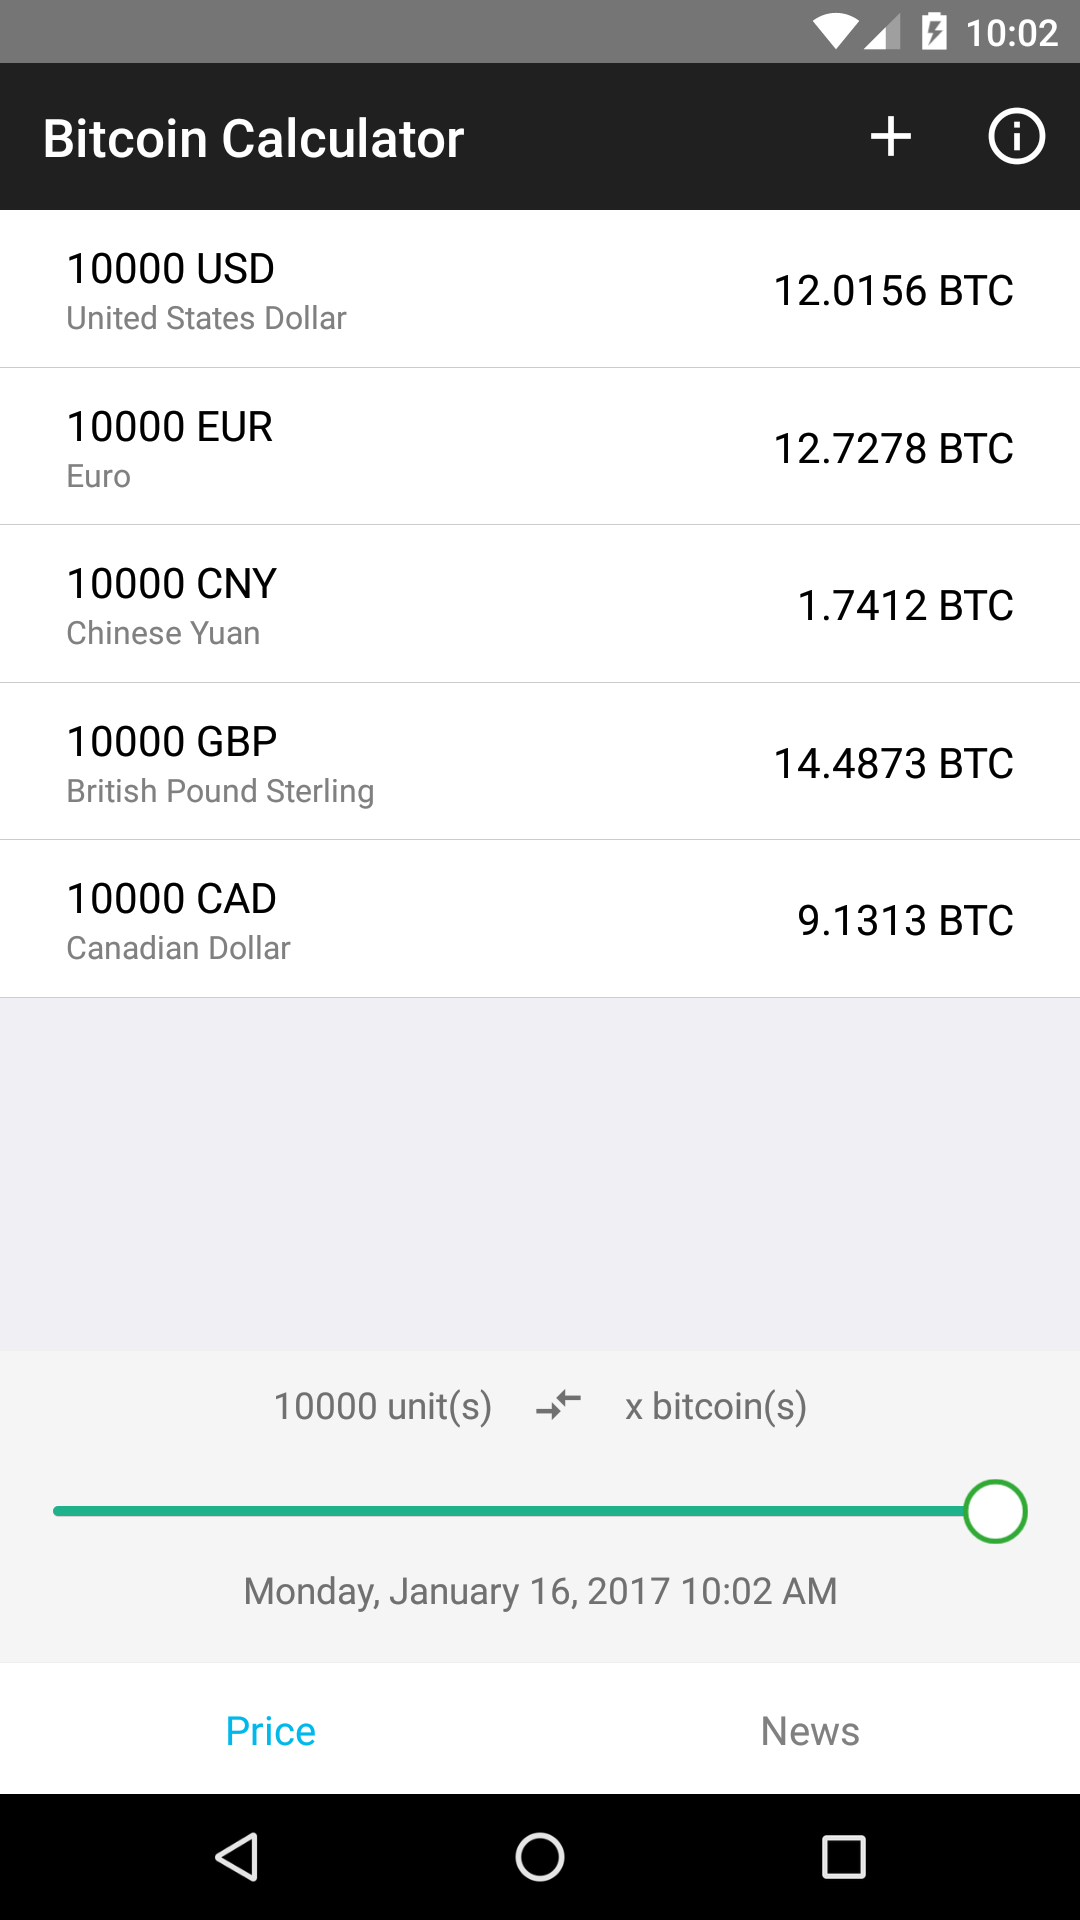 10:02
Bitcoin Calculator
10000 USD
United States Dollar
12.0156 BTC
10000 EUR
Euro
12.7278 BTC
10000 CNY
Chinese Yuan
1.7412 BTC
10000 GBP
British Pound Sterling
14.4873 BTC
10000 CAD
Canadian Dollar
9.1313 BTC
10000 unit(s) x bitcoin(s)
Monday, January 16, 2017 10:02 AM
Price News